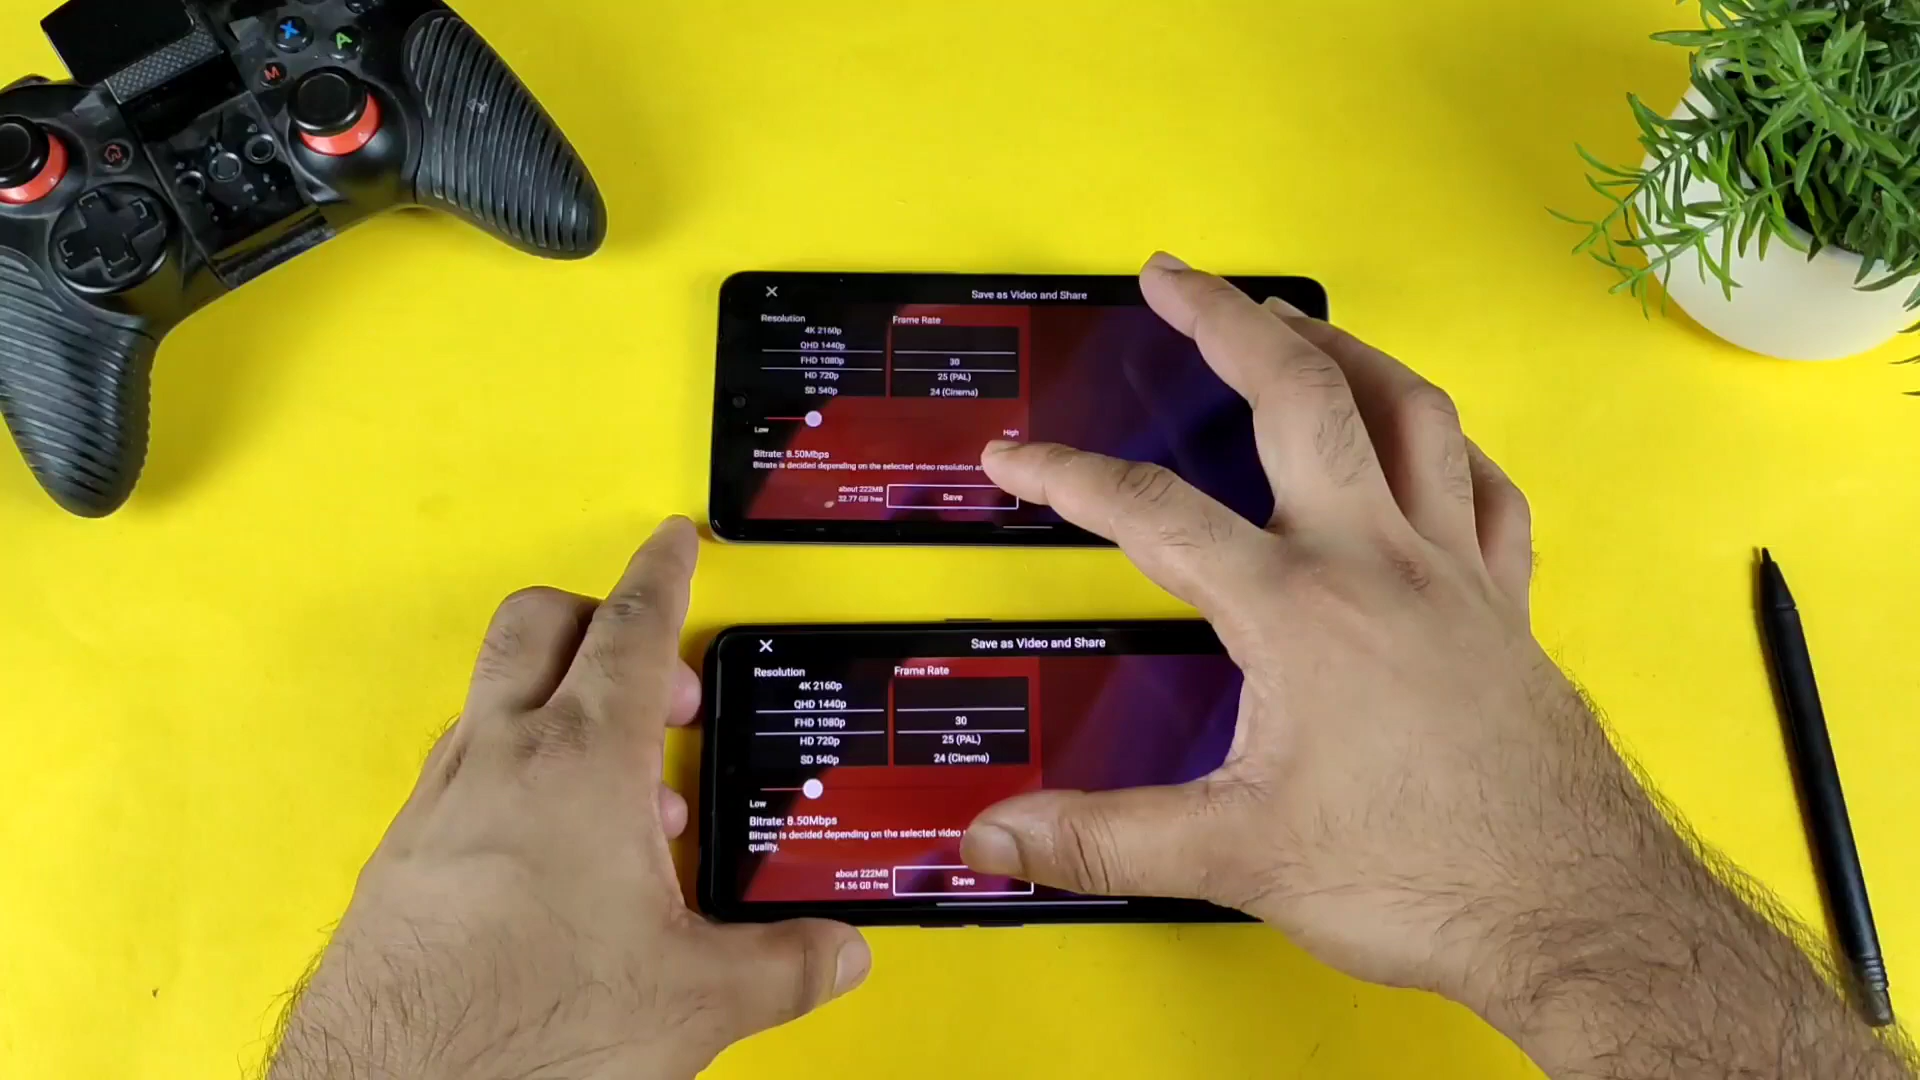 X
A
M
Save as Video and Share
Resolution
Frame Rate
4K 2160p
QHD 1440p
FHD 1080p
HD 720p
SD 540p
30
25 (PAL)
24 (Cinema)
Low
High
Bitrate: 8.50Mbps
Bitrate is decided depending on the selected video resolution
about 222MB
22.77 GB free
Save
Save as Video and Share
Resolution
Frame Rate
4K 2160p
QHD 1440p
FHD 1080p
HD 720p
SD 540p
30
25 (PAL)
24 (Cinema)
Low
Bitrate: 8.50Mbps
Bitrate is decided depending on the selected video
quality.
about 222MB
34.56 GB free
Save